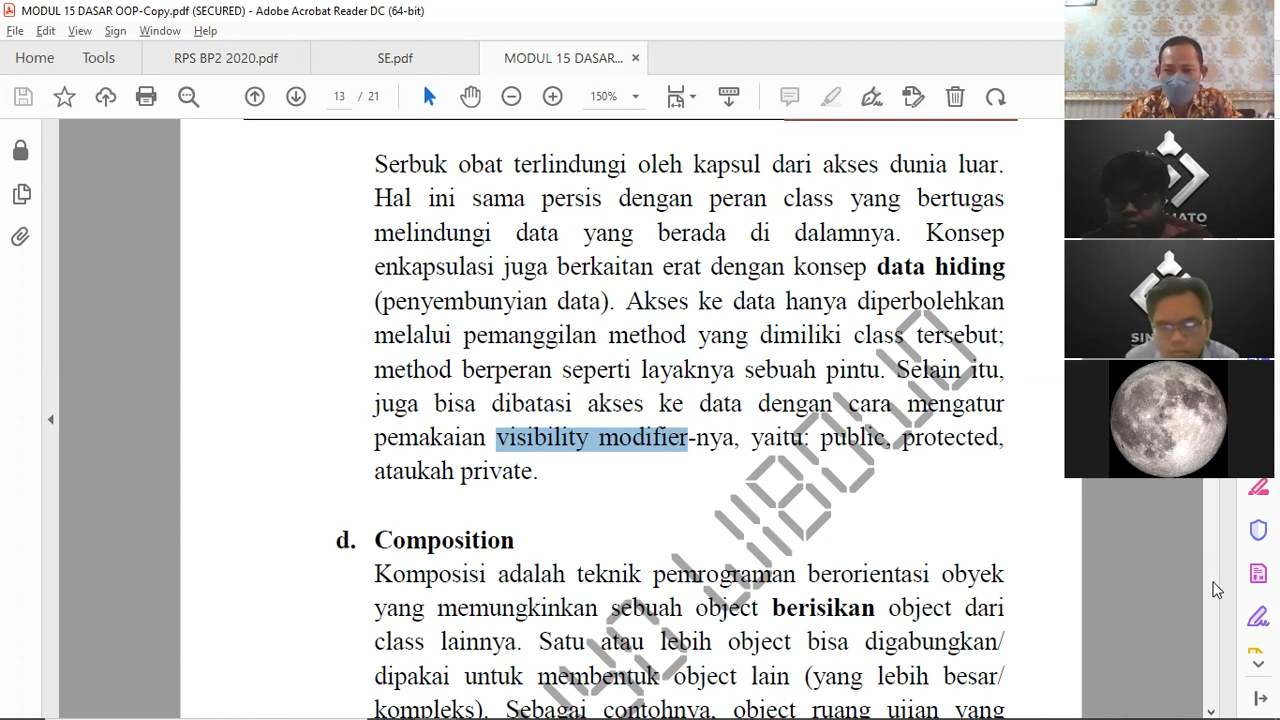 MODUL 15 DASAR OOP-Copy.pdf (SECURED) - Adobe Acrobat Reader DC (64-bit)
File Edit View Sign Window Help
Home Tools RPS BP2 2020.pdf SE.pdf MODUL 15 DASAR... ×
13 / 21 150%
Serbuk obat terlindungi oleh kapsul dari akses dunia luar.
Hal ini sama persis dengan peran class yang bertugas
melindungi data yang berada di dalamnya. Konsep
enkapsulasi juga berkaitan erat dengan konsep data hiding
(penyembunyian data). Akses ke data hanya diperbolehkan
melalui pemanggilan method yang dimiliki class tersebut;
method berperan seperti layaknya sebuah pintu. Selain itu,
juga bisa dibatasi akses ke data dengan cara mengatur
pemakaian visibility modifier-nya, yaitu: public, protected,
ataukah private.
d. Composition
Komposisi adalah teknik pemrograman berorientasi obyek
yang memungkinkan sebuah object berisikan object dari
class lainnya. Satu atau lebih object bisa digabungkan/
dipakai untuk membentuk object lain (yang lebih besar/
kompleks). Sebagai contohnya, object ruang ujian yang
WIBOWO